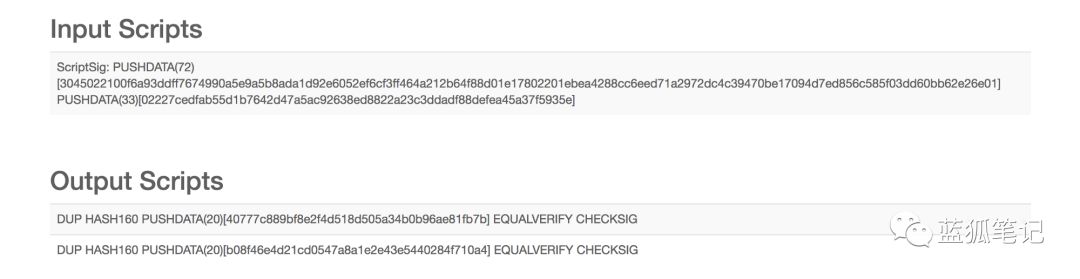 Input Scripts
ScriptSig: PUSHDATA(72)
[3045022100f6a93ddff7674990a5e9a5b8ada1d92e6052ef6cf3ff464a212b64f88d01e17802201ebea4288cc6eed71a2972dc4c39470be17094d7ed856c585f03dd60bb62e26e01]
PUSHDATA(33)[02227cedfab55d1b7642d47a5ac92638ed8822a23c3ddadf88defea45a37f5935e]
Output Scripts
DUP HASH160 PUSHDATA(20)[40777c889bf8e2f4d518d505a34b0b96ae81fb7b] EQUALVERIFY CHECKSIG
DUP HASH160 PUSHDATA(20)[b08f46e4d21cd0547a8a1e2e43e5440284f710a4] EQUALVERIFY CHECKSIG
蓝狐笔记